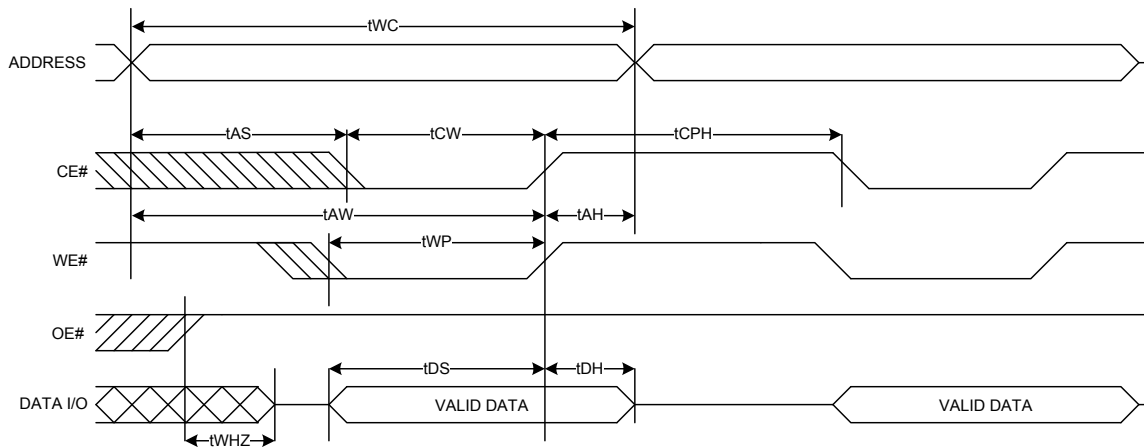 tWC
ADDRESS
tAS
tCW
tCPH
CE#
tAW
tAH
tWP
WE#
OE#
tDS
tDH
DATA I/O
VALID DATA
VALID DATA
tWHZ